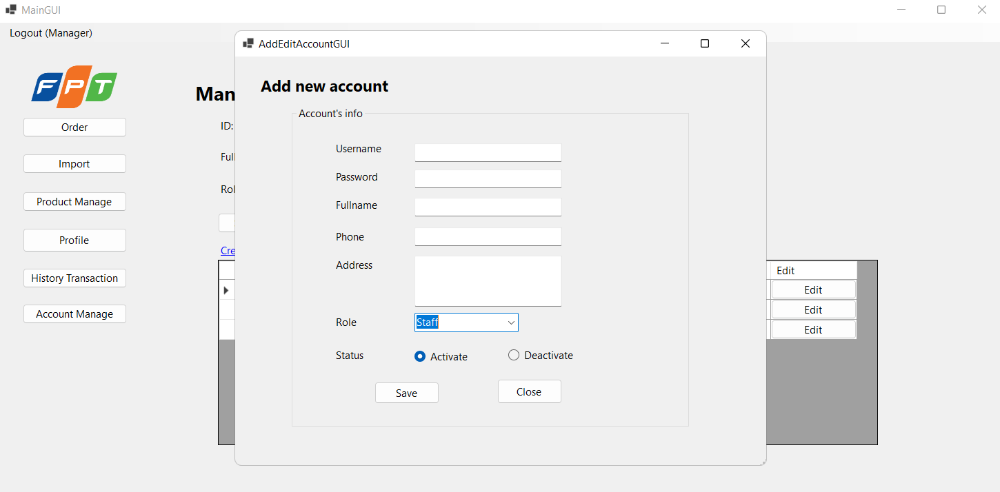 MainGUI
Logout (Manager)
AddEditAccountGUI
FPT
Man
Add new account
Account's info
Order
ID:
Username
Import
Full
Password
Rol
Fullname
Product Manage
Phone
Profile
Cre
Address
Edit
History Transaction
Edit
Account Manage
Edit
Role
Staff
Edit
Status
Activate
Deactivate
Save
Close